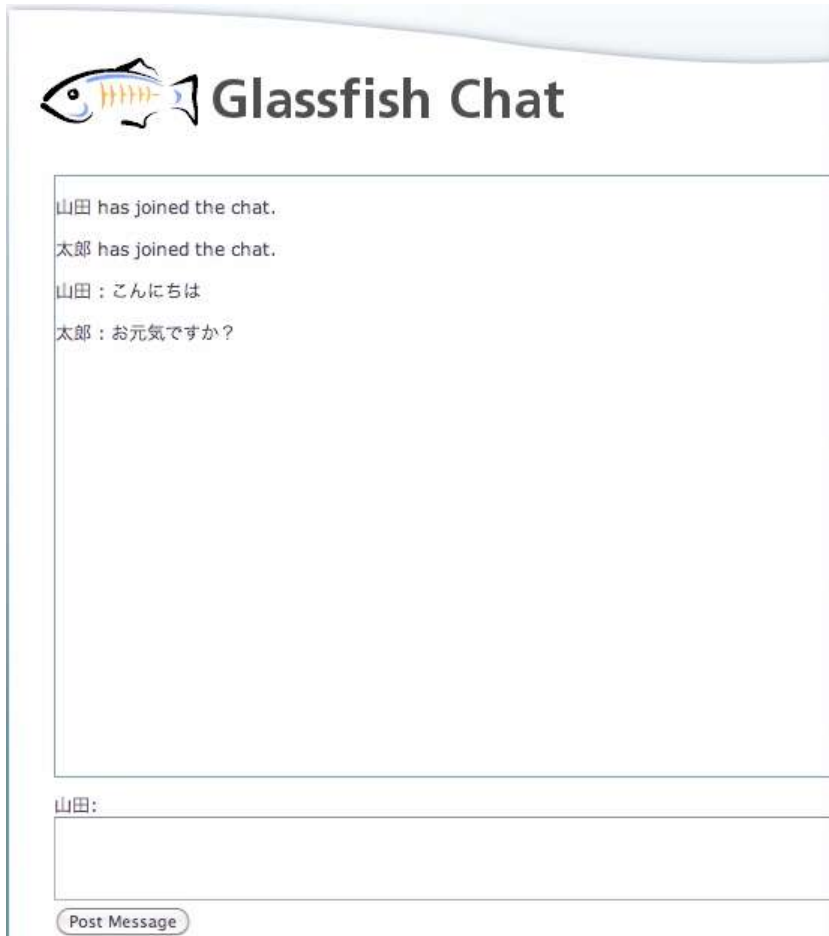 Glassfish Chat
山田 has joined the chat.
太郎 has joined the chat.
山田：こんにちは
太郎：お元気ですか？
山田:
Post Message